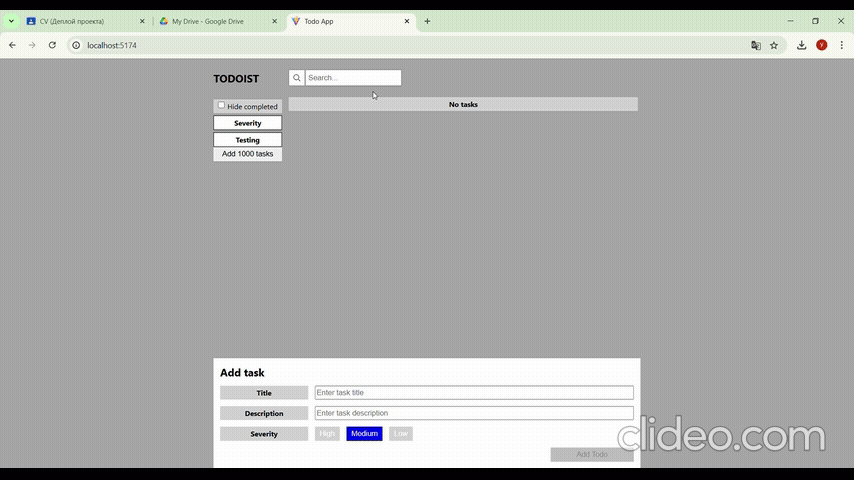 CV (Деплой проекта)
My Drive - Google Drive
Todo App
localhost:5174
TODOIST
Search...
Hide completed
No tasks
Severity
Testing
Add 1000 tasks
Add task
Title
Enter task title
Description
Enter task description
Severity
High
Medium
Low
Add Todo
clideo.com